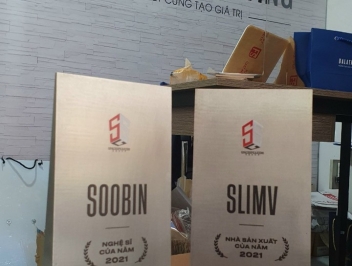 CÙNG TẠO GIÁ TRỊ
SOOBIN
NGHỆ SĨ
CỦA NĂM
2021
SLIMV
NHÀ SẢN XUẤT
CỦA NĂM
2021